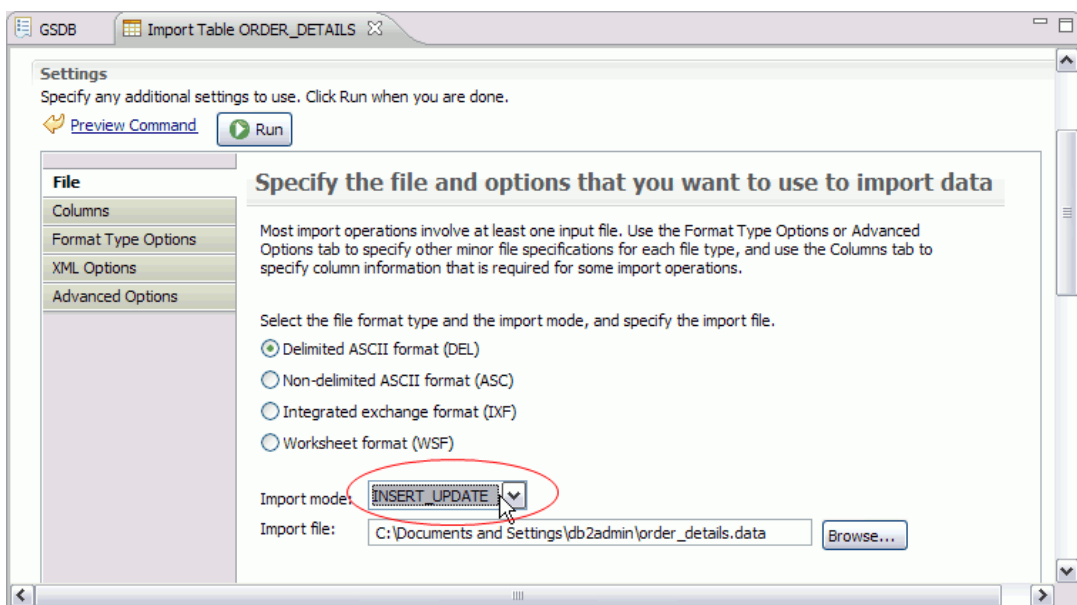 GSDB
Import Table ORDER_DETAILS
Settings
Specify any additional settings to use. Click Run when you are done.
Preview Command
Run
File
Columns
Format Type Options
XML Options
Advanced Options
Specify the file and options that you want to use to import data
Most import operations involve at least one input file. Use the Format Type Options or Advanced
Options tab to specify other minor file specifications for each file type, and use the Columns tab to
specify column information that is required for some import operations.
Select the file format type and the import mode, and specify the import file.
Delimited ASCII format (DEL)
Non-delimited ASCII format (ASC)
Integrated exchange format (IXF)
Worksheet format (WSF)
Import mode: INSERT_UPDATE
Import file: C:\Documents and Settings\db2admin\order_details.data Browse...